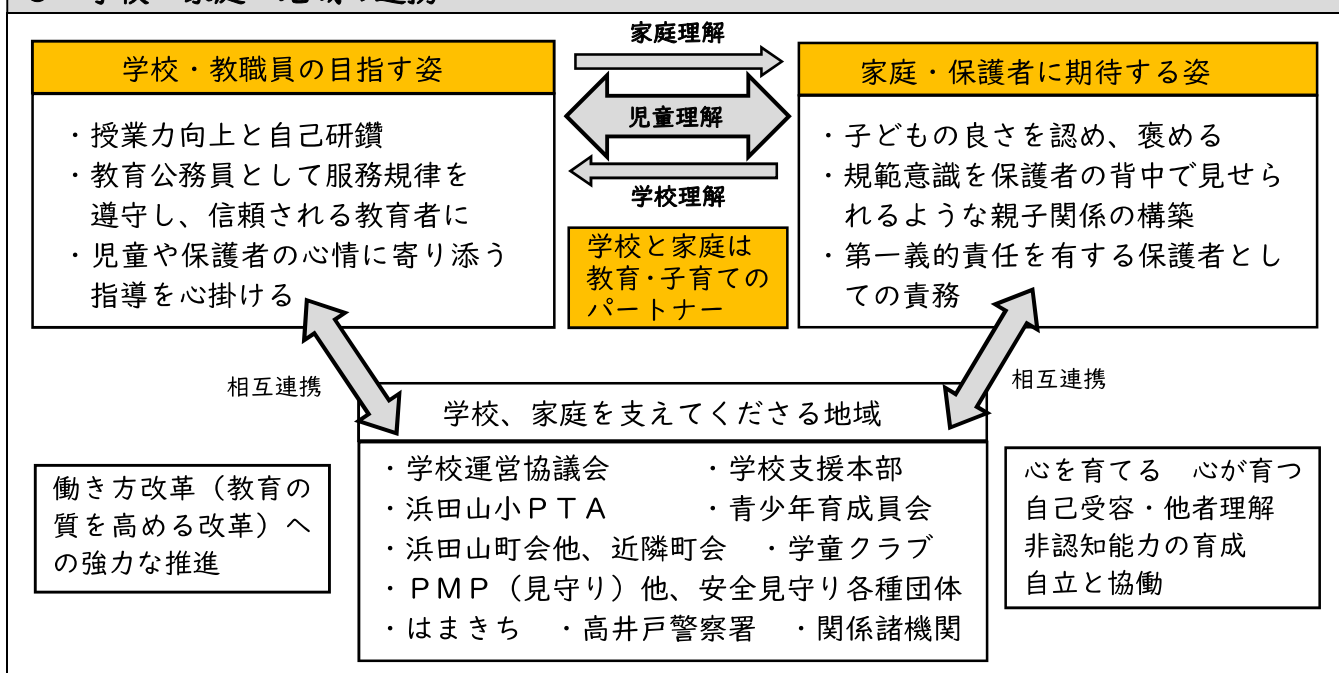 学校・教職員の目指す姿
・授業力向上と自己研鑽
・教育公務員として服務規律を
遵守し、信頼される教育者に
・児童や保護者の心情に寄り添う
指導を心掛ける
家庭理解
児童理解
学校理解
学校と家庭は
教育・子育ての
パートナー
家庭・保護者に期待する姿
・子どもの良さを認め、褒める
・規範意識を保護者の背中で見せら
れるような親子関係の構築
・第一義的責任を有する保護者とし
ての責務
相互連携
相互連携
学校、家庭を支えてくださる地域
・学校運営協議会　・学校支援本部
・浜田山小ＰＴＡ　・青少年育成員会
・浜田山町会他、近隣町会　・学童クラブ
・ＰＭＰ（見守り）他、安全見守り各種団体
・はまきち　・高井戸警察署　・関係諸機関
働き方改革（教育の
質を高める改革）へ
の強力な推進
心を育てる　心が育つ
自己受容・他者理解
非認知能力の育成
自立と協働